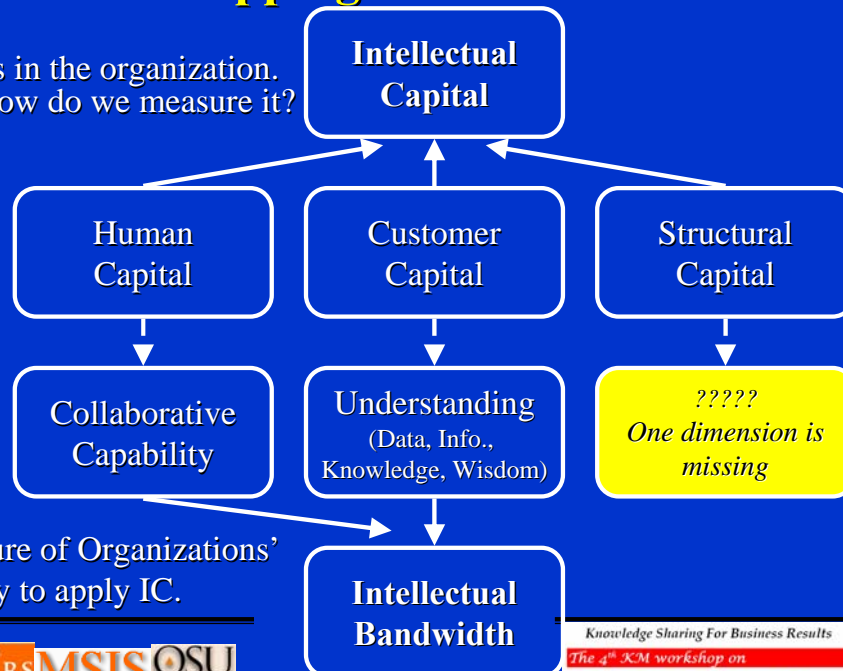 Intellectual
Capital
s in the organization.
ow do we measure it?
Human
Capital
Customer
Capital
Structural
Capital
Collaborative
Capability
Understanding
(Data, Info.,
Knowledge, Wisdom)
?????
One dimension is
missing
ure of Organizations’
y to apply IC.
Intellectual
Bandwidth
Knowledge Sharing For Business Results
The 4th KM workshop on
MSIS OSU